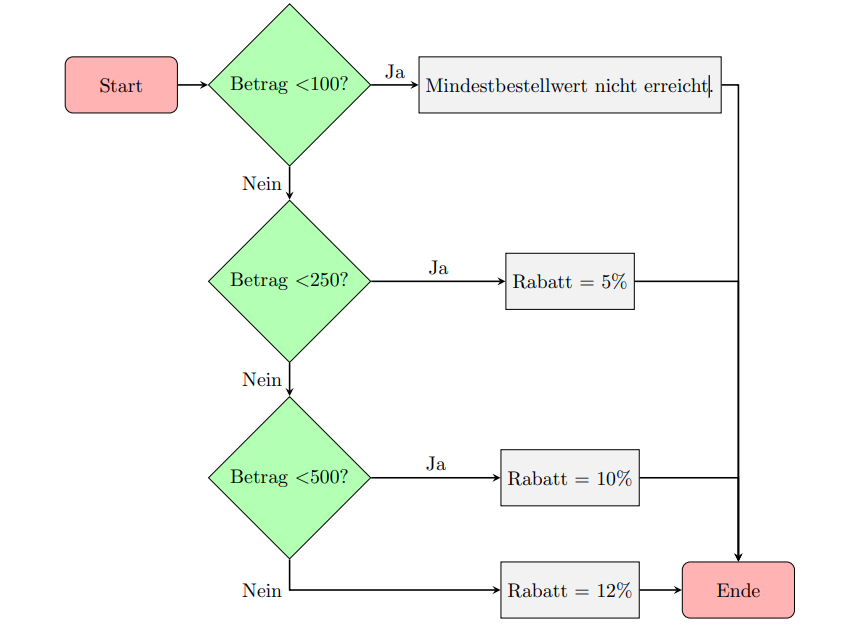 Start
Betrag <100?
Ja
Mindestbestellwert nicht erreicht.
Nein
Betrag <250?
Ja
Rabatt = 5%
Nein
Betrag <500?
Ja
Rabatt = 10%
Nein
Rabatt = 12%
Ende